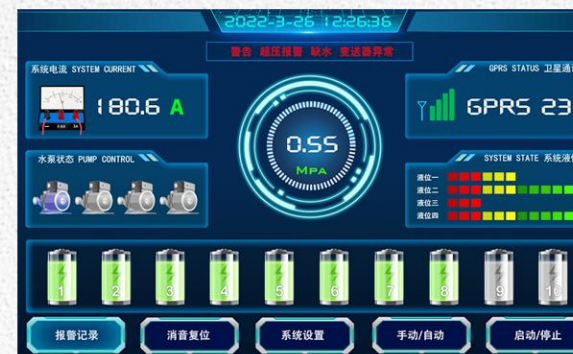 2022-3-26 12:26:36
警告 超压报警 缺水 变送器异常
系统电流 SYSTEM CURRENT
180.6 A
GPRS STATUS 卫星通
GPRS 23
0.55
MPA
水泵状态 PUMP CONTROL
SYSTEM STATE 系统液
液位一
液位二
液位三
液位四
1 2 3 4 5 6 7 8 9 10
报警记录 消音复位 系统设置 手动/自动 启动/停止